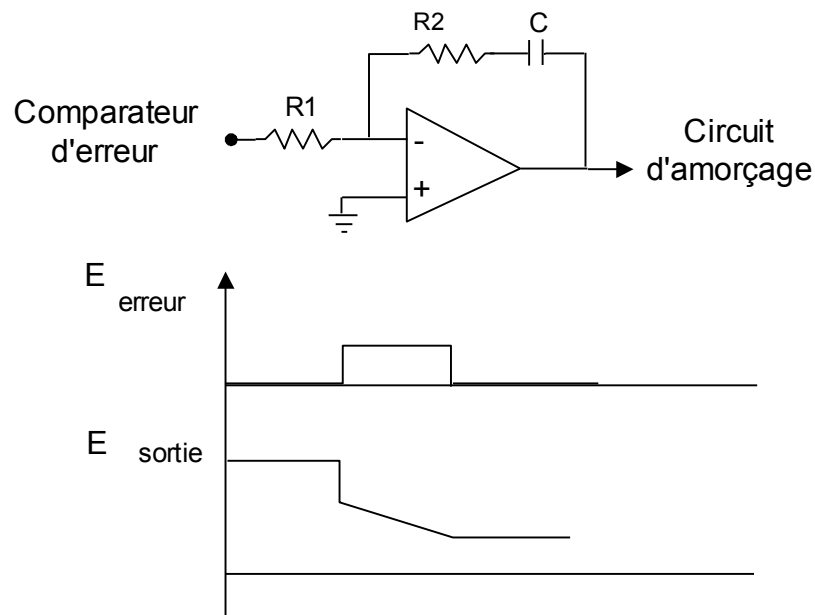 R2
C
R1
Comparateur
d'erreur
-
+
Circuit
d'amorçage
E erreur
E sortie